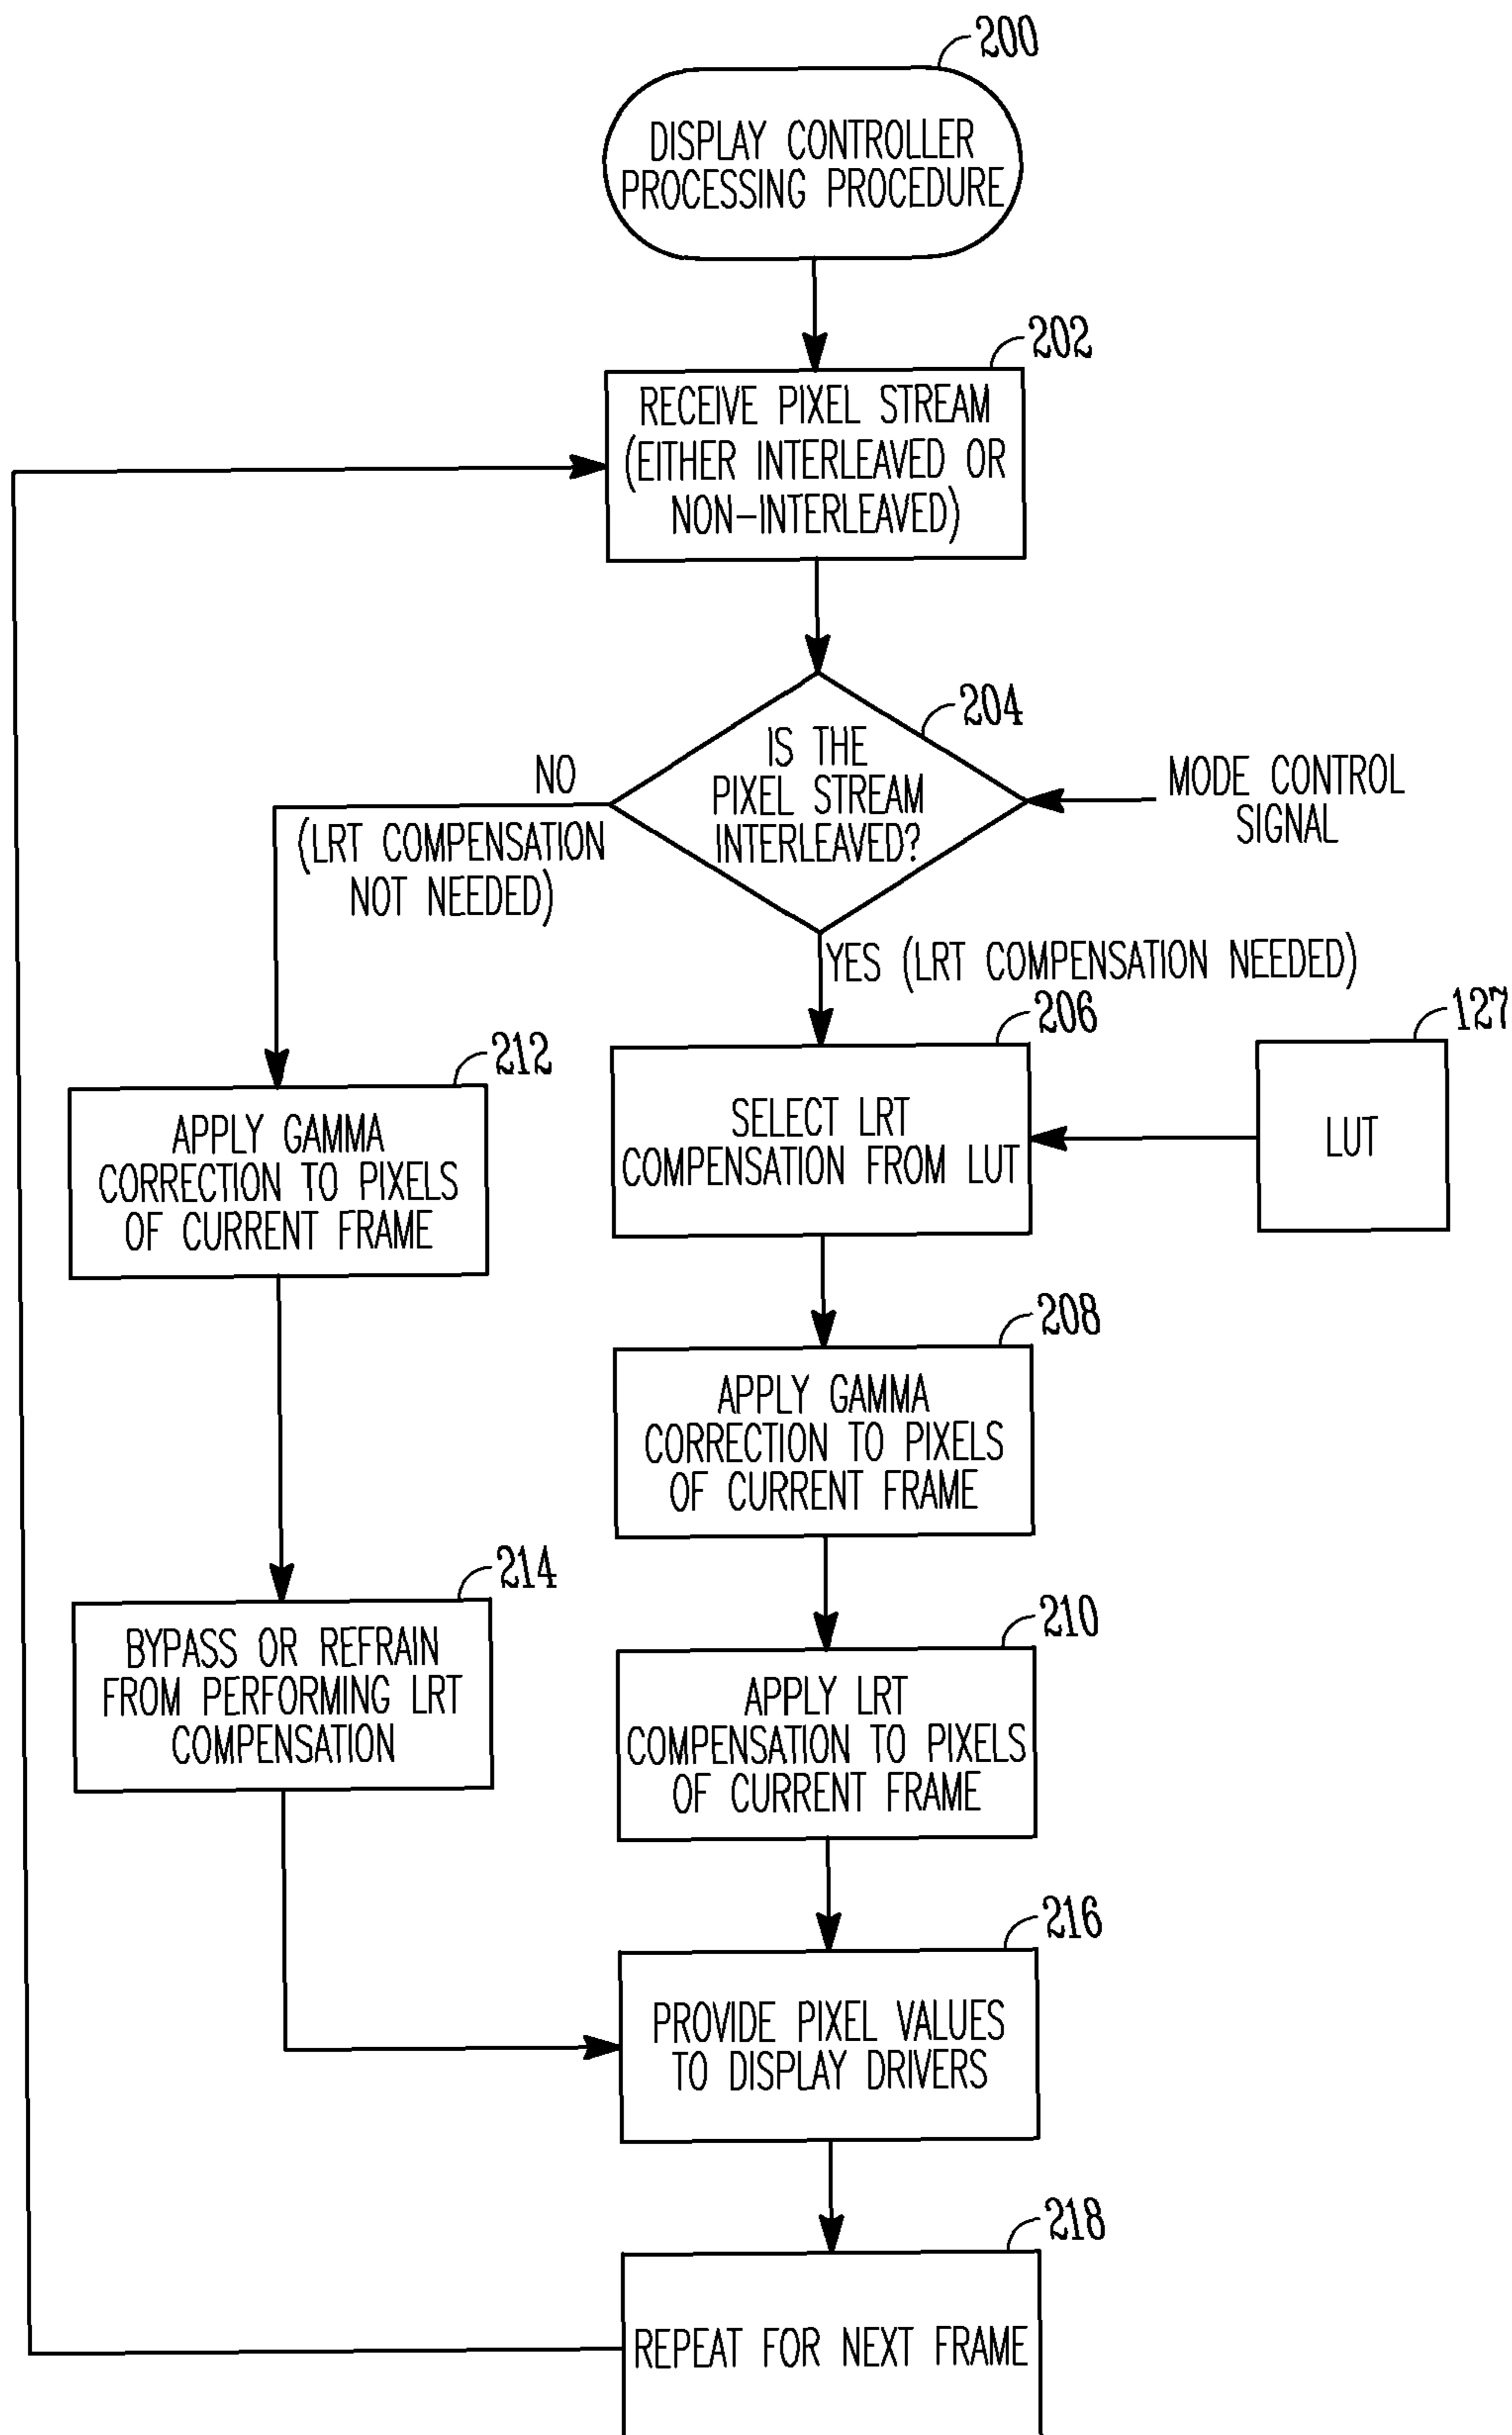 200
DISPLAY CONTROLLER
PROCESSING PROCEDURE
202
RECEIVE PIXEL STREAM
(EITHER INTERLEAVED OR
NON-INTERLEAVED)
204
IS THE
PIXEL STREAM
INTERLEAVED?
MODE CONTROL
SIGNAL
NO
(LRT COMPENSATION
NOT NEEDED)
YES (LRT COMPENSATION NEEDED)
206
SELECT LRT
COMPENSATION FROM LUT
127
LUT
212
APPLY GAMMA
CORRECTION TO PIXELS
OF CURRENT FRAME
208
APPLY GAMMA
CORRECTION TO PIXELS
OF CURRENT FRAME
214
BYPASS OR REFRAIN
FROM PERFORMING LRT
COMPENSATION
210
APPLY LRT
COMPENSATION TO PIXELS
OF CURRENT FRAME
216
PROVIDE PIXEL VALUES
TO DISPLAY DRIVERS
218
REPEAT FOR NEXT FRAME